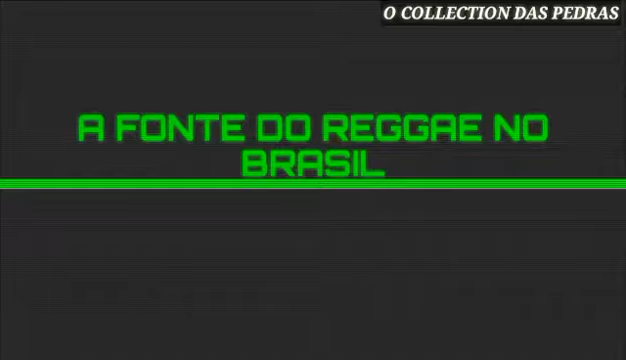 O COLLECTION DAS PEDRAS
A FONTE DO REGGAE NO
BRASIL